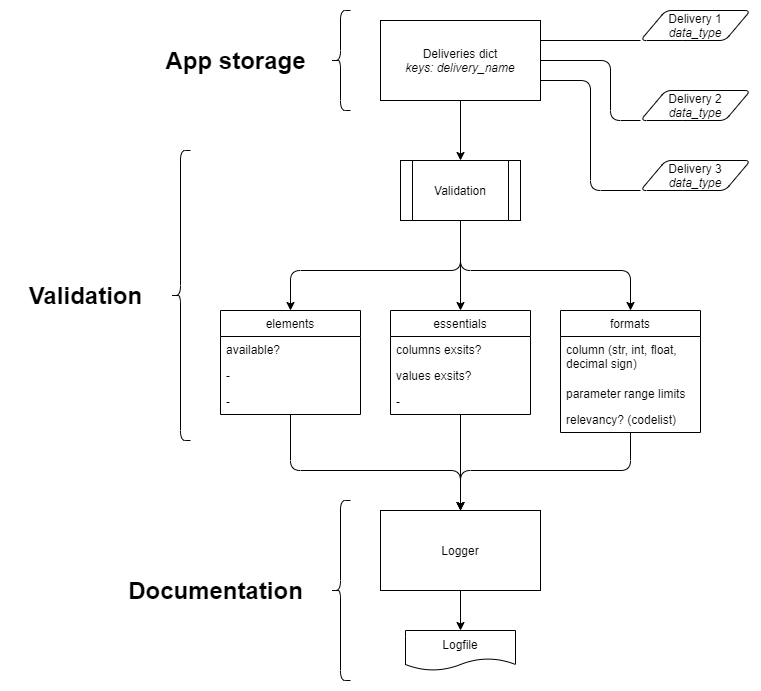 App storage
Deliveries dict
keys: delivery_name
Delivery 1
data_type
Delivery 2
data_type
Delivery 3
data_type
Validation
Validation
elements
available?
-
-
essentials
columns exsits?
values exsits?
-
formats
column (str, int, float,
decimal sign)
parameter range limits
relevancy? (codelist)
Documentation
Logger
Logfile